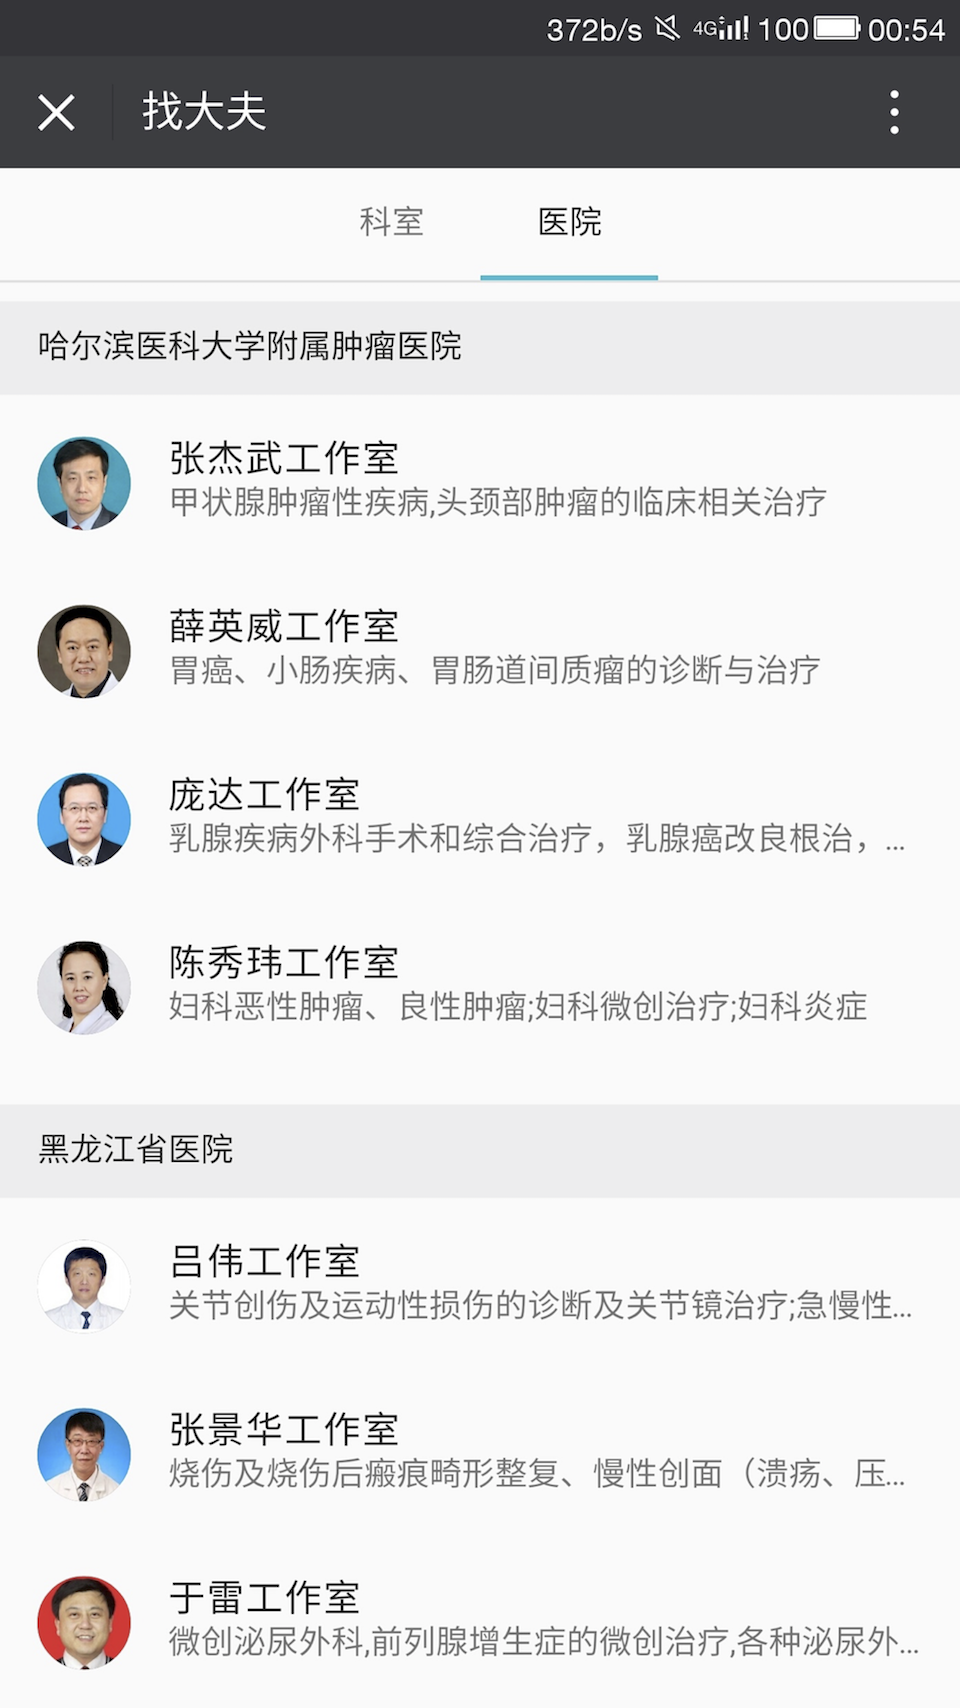 372b/s 4G 100 00:54
找大夫
科室 医院
哈尔滨医科大学附属肿瘤医院
张杰武工作室
甲状腺肿瘤性疾病,头颈部肿瘤的临床相关治疗
薛英威工作室
胃癌、小肠疾病、胃肠道间质瘤的诊断与治疗
庞达工作室
乳腺疾病外科手术和综合治疗，乳腺癌改良根治，...
陈秀玮工作室
妇科恶性肿瘤、良性肿瘤;妇科微创治疗;妇科炎症
黑龙江省医院
吕伟工作室
关节创伤及运动性损伤的诊断及关节镜治疗;急慢性...
张景华工作室
烧伤及烧伤后瘢痕畸形整复、慢性创面（溃疡、压...
于雷工作室
微创泌尿外科,前列腺增生症的微创治疗,各种泌尿外...